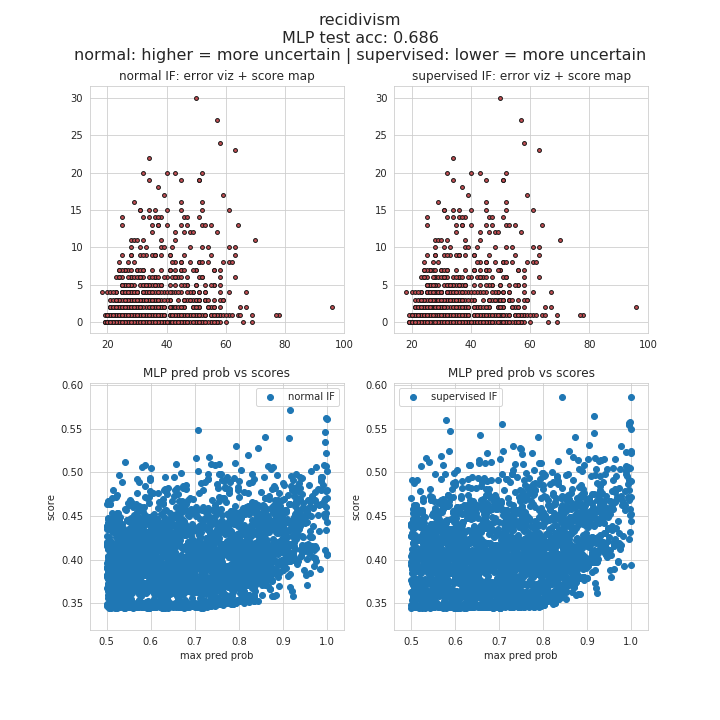 recidivism
MLP test acc: 0.686
normal: higher = more uncertain | supervised: lower = more uncertain
normal IF: error viz + score map
supervised IF: error viz + score map
30
25
20
15
10
5
0
20 40 60 80 100
30
25
20
15
10
5
0
20 40 60 80 100
MLP pred prob vs scores
MLP pred prob vs scores
normal IF
0.60
0.55
0.50
0.45
0.40
0.35
score
0.5 0.6 0.7 0.8 0.9 1.0
max pred prob
supervised IF
0.60
0.55
0.50
0.45
0.40
0.35
score
0.5 0.6 0.7 0.8 0.9 1.0
max pred prob